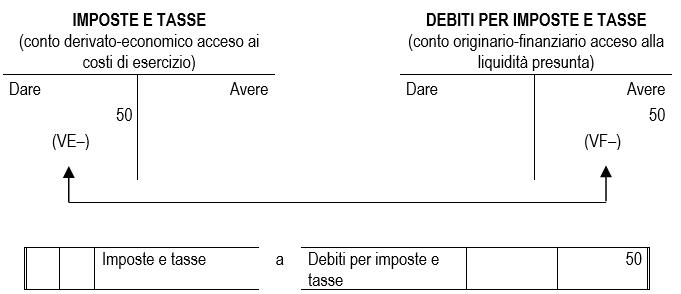 IMPOSTE E TASSE
(conto derivato-economico acceso ai
costi di esercizio)
Dare Avere
50
(VE–)
DEBITI PER IMPOSTE E TASSE
(conto originario-finanziario acceso alla
liquidità presunta)
Dare Avere
50
(VF–)
Imposte e tasse a Debiti per imposte e 50
tasse